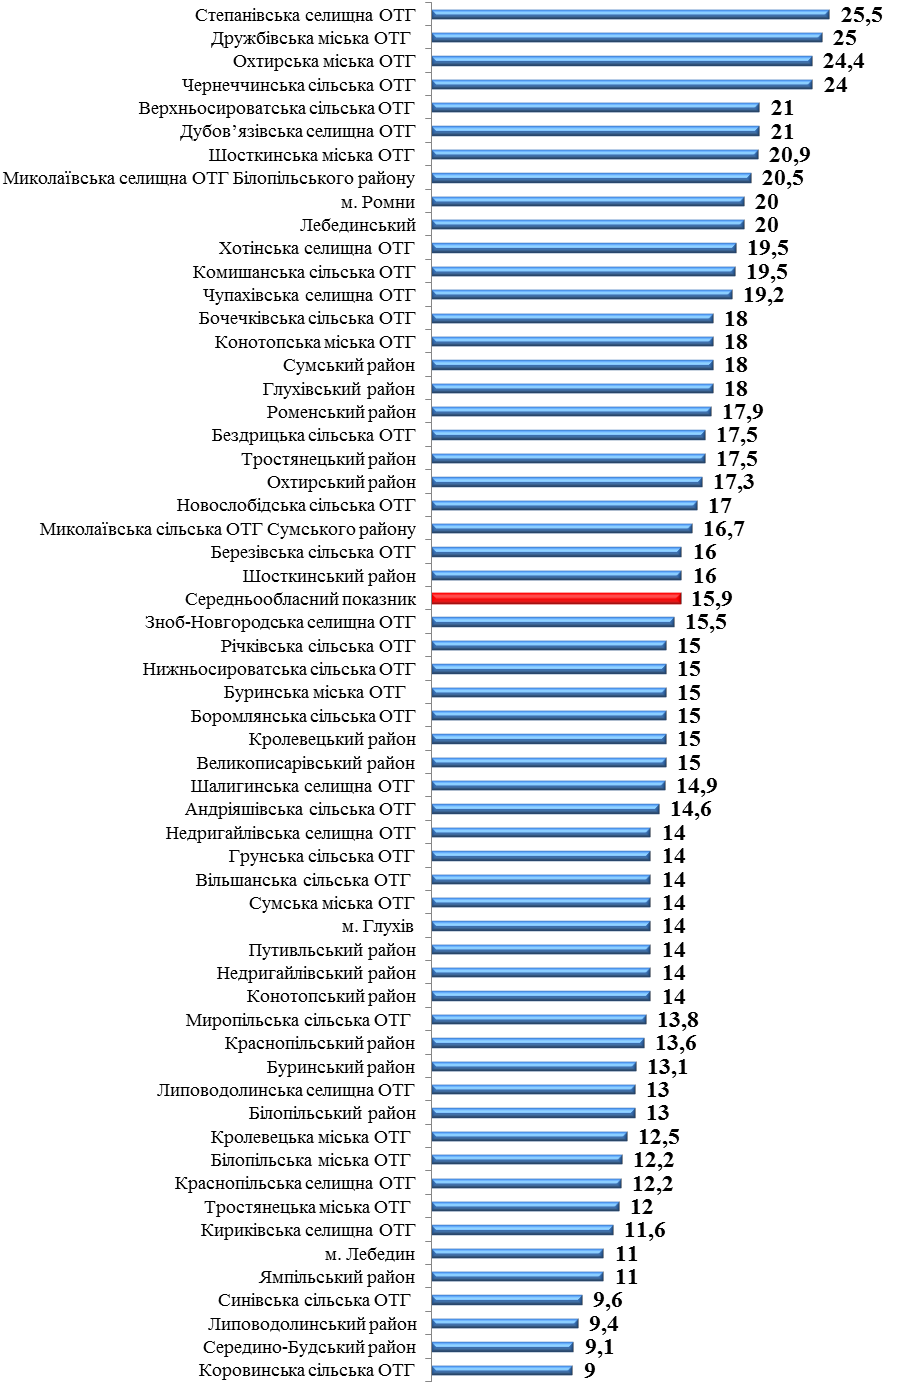 Степанівська селищна ОТГ 25,5
Дружбівська міська ОТГ 25
Охтирська міська ОТГ 24,4
Чернеччинська сільська ОТГ 24
Верхньосироватська сільська ОТГ 21
Дубов’язівська селищна ОТГ 21
Шосткинська міська ОТГ 20,9
Миколаївська селищна ОТГ Білопільського району 20,5
м. Ромни 20
Лебединський 20
Хотінська селищна ОТГ 19,5
Комишанська сільська ОТГ 19,5
Чупахівська селищна ОТГ 19,2
Бочечківська сільська ОТГ 18
Конотопська міська ОТГ 18
Сумський район 18
Глухівський район 18
Роменський район 17,9
Бездрицька сільська ОТГ 17,5
Тростянецький район 17,5
Охтирський район 17,3
Новослобідська сільська ОТГ 17
Миколаївська сільська ОТГ Сумського району 16,7
Березівська сільська ОТГ 16
Шосткинський район 16
Середньообласний показник 15,9
Зноб-Новгородська селищна ОТГ 15,5
Річківська сільська ОТГ 15
Нижньосироватська сільська ОТГ 15
Буринська міська ОТГ 15
Боромлянська сільська ОТГ 15
Кролевецький район 15
Великописарівський район 15
Шалигинська селищна ОТГ 14,9
Андріяшівська сільська ОТГ 14,6
Недригайлівська селищна ОТГ 14
Грунська сільська ОТГ 14
Вільшанська сільська ОТГ 14
Сумська міська ОТГ 14
м. Глухів 14
Путивльський район 14
Недригайлівський район 14
Конотопський район 14
Миропільська сільська ОТГ 13,8
Краснопільський район 13,6
Буринський район 13,1
Липоводолинська селищна ОТГ 13
Білопільський район 13
Кролевецька міська ОТГ 12,5
Білопільська міська ОТГ 12,2
Краснопільська селищна ОТГ 12,2
Тростянецька міська ОТГ 12
Кириківська селищна ОТГ 11,6
м. Лебедин 11
Ямпільський район 11
Синівська сільська ОТГ 9,6
Липоводолинський район 9,4
Середино-Будський район 9,1
Коровинська сільська ОТГ 9